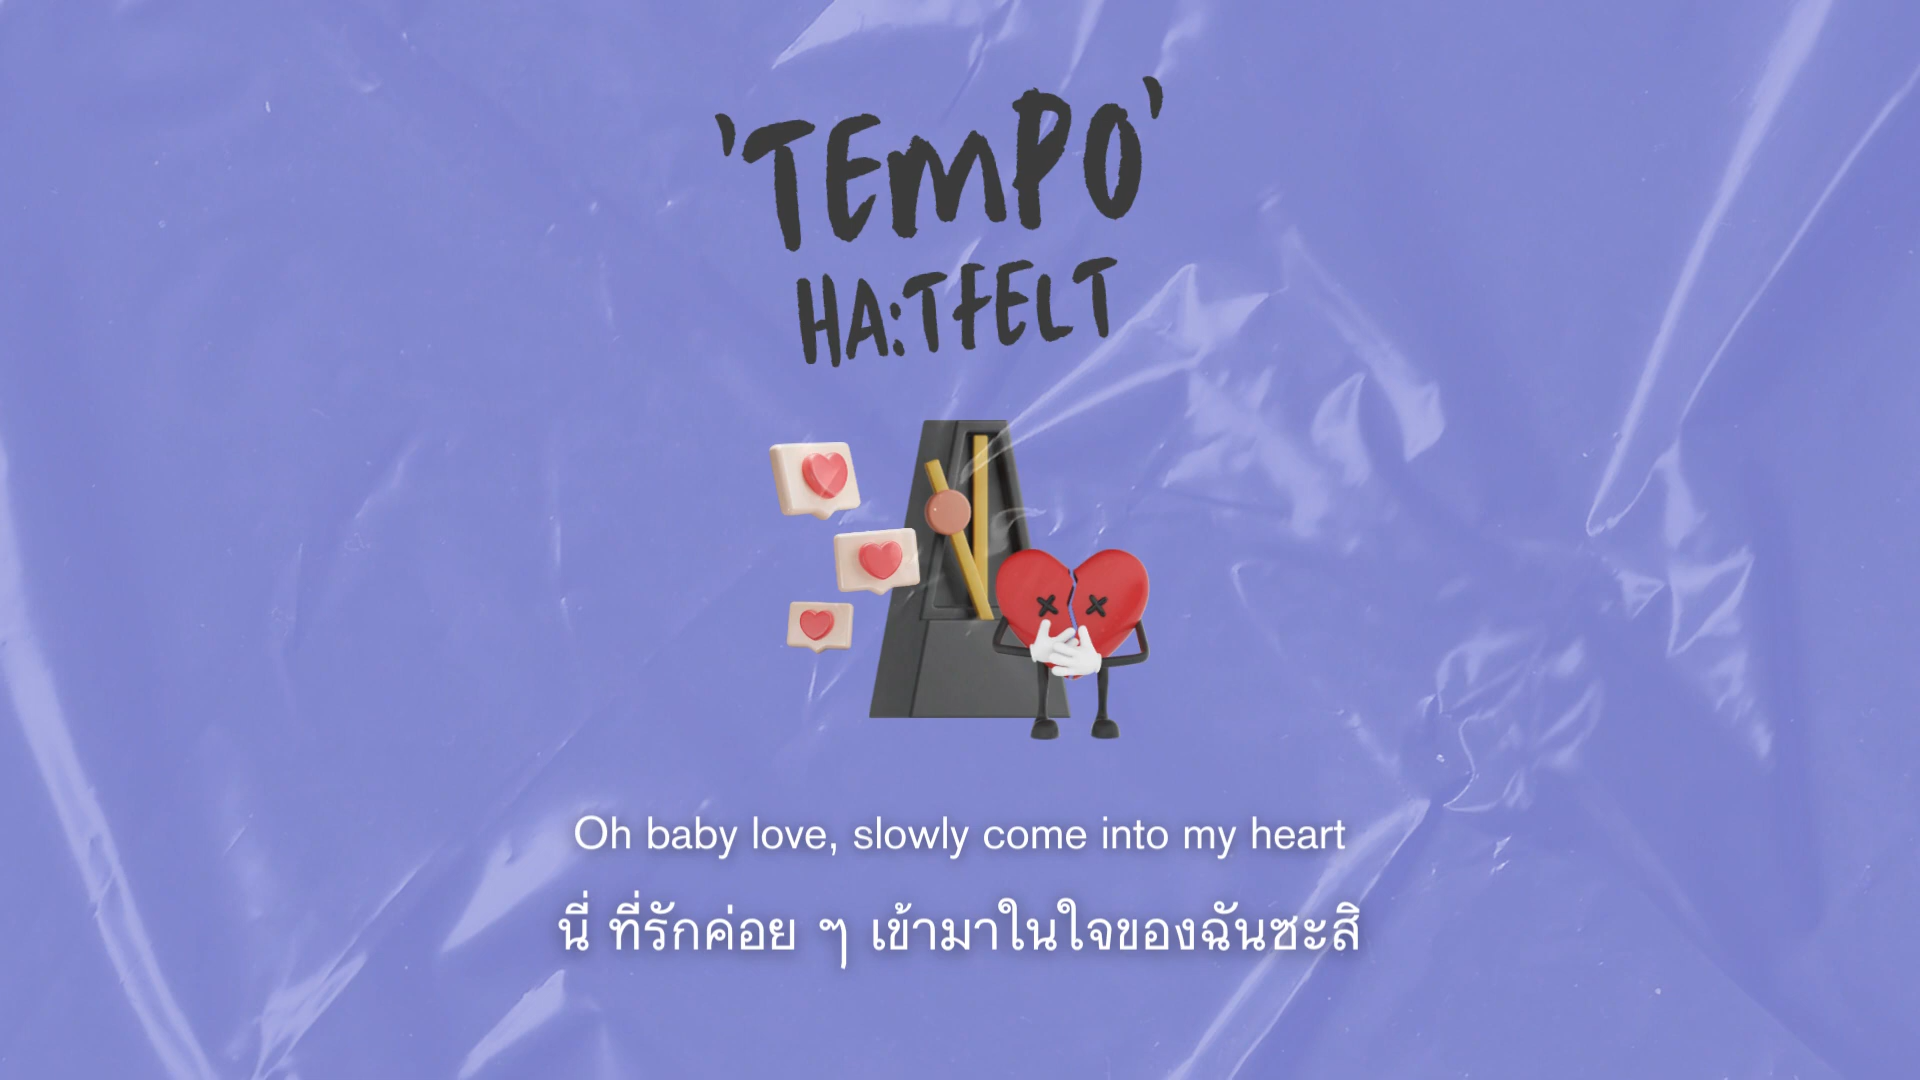 'TEMPO'
HA:TFELT
Oh baby love, slowly come into my heart
นี่ ที่รักค่อย ๆ เข้ามาในใจของฉันซะสิ